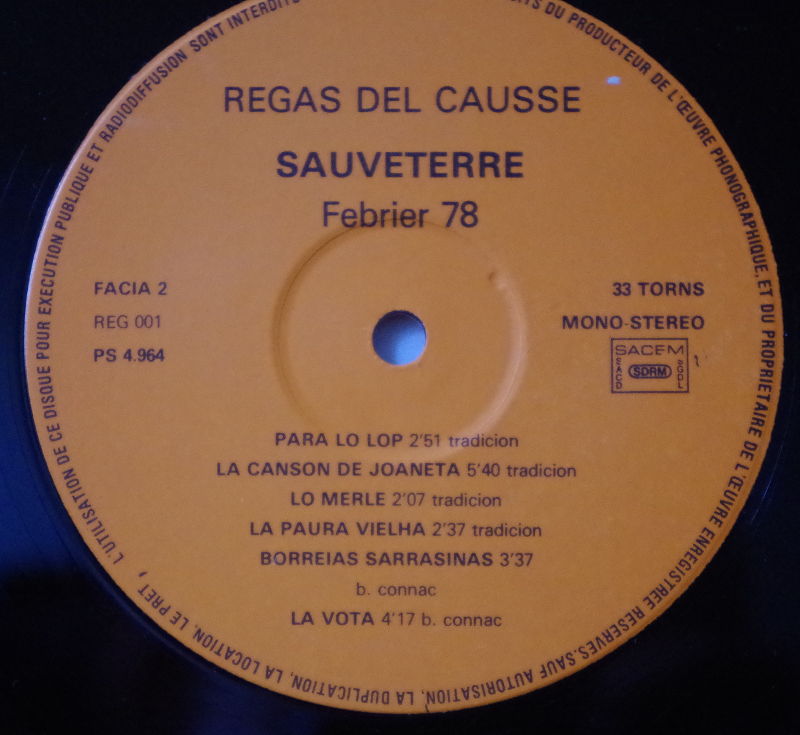 REGAS DEL CAUSSE
SAUVETERRE
Febrier 78
FACIA 2
REG 001
PS 4.964
33 TORNS
MONO-STEREO
SACEM
SACD
SDRM
SGDL
PARA LO LOP 2'51 tradicion
LA CANSON DE JOANETA 5'40 tradicion
LO MERLE 2'07 tradicion
LA PAURA VIELHA 2'37 tradicion
BORREIAS SARRASINAS 3'37
b. connac
LA VOTA 4'17 b. connac
ITS DU PRODUCTEUR DE L'ŒUVRE PHONOGRAPHIQUE, ET DU PROPRIETAIRE DE L'ŒUVRE ENREGISTREE RESERVES. SAUF AUTORISATION, LA DUPLICATION, LA LOCATION, LE PRET, L'UTILISATION DE CE DISQUE POUR EXECUTION PUBLIQUE ET RADIODIFFUSION SONT INTERDITS